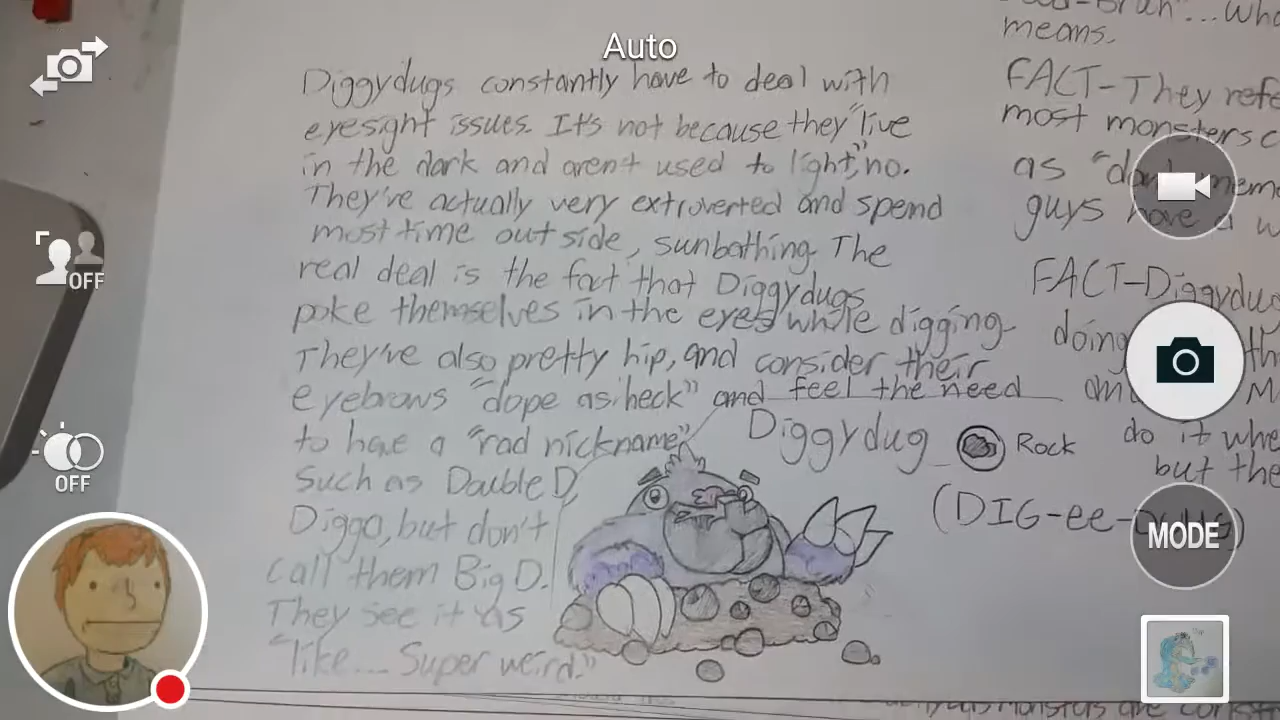 Auto
means.
Diggydugs constantly have to deal with
eyesight issues. It's not because they "live
in the dark and aren't used to light," no.
They've actually very extroverted and spend
most time outside, sunbathing. The
real deal is the fact that Diggydugs
poke themselves in the eyes while digging.
They've also pretty hip, and consider their
eyebrows "dope as heck" and feel the need
to have a "rad nickname"
Such as Double D,
Diggo, but don't
call them Big D.
They see it as
"like... Super weird."
Diggydug
Rock
(DIG-ee-
FACT-They
most monsters
as
guys have a
FACT-
doing
do it
but the
OFF
OFF
MODE